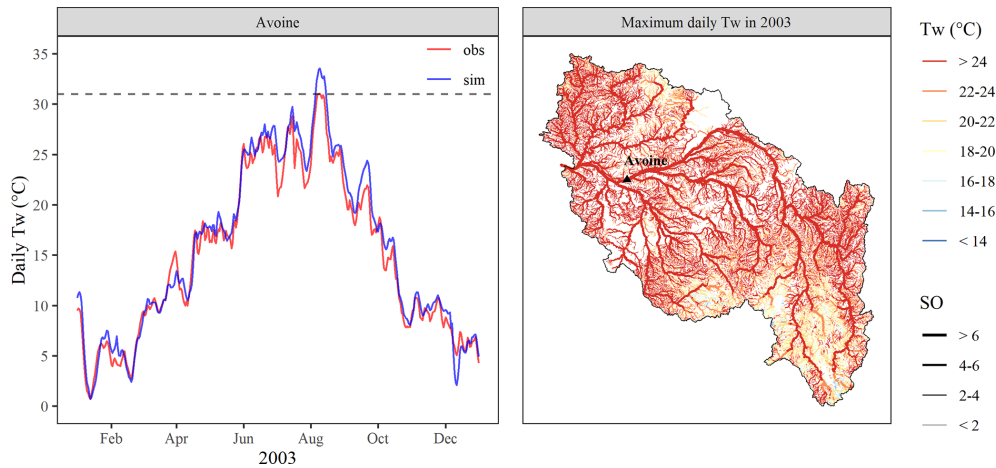 Avoine
Daily Tw (°C)
35
30
25
20
15
10
5
0
obs
sim
Feb
Apr
Jun
Aug
Oct
Dec
2003
Maximum daily Tw in 2003
Avoine
Tw (°C)
> 24
22-24
20-22
18-20
16-18
14-16
< 14
SO
> 6
4-6
2-4
< 2